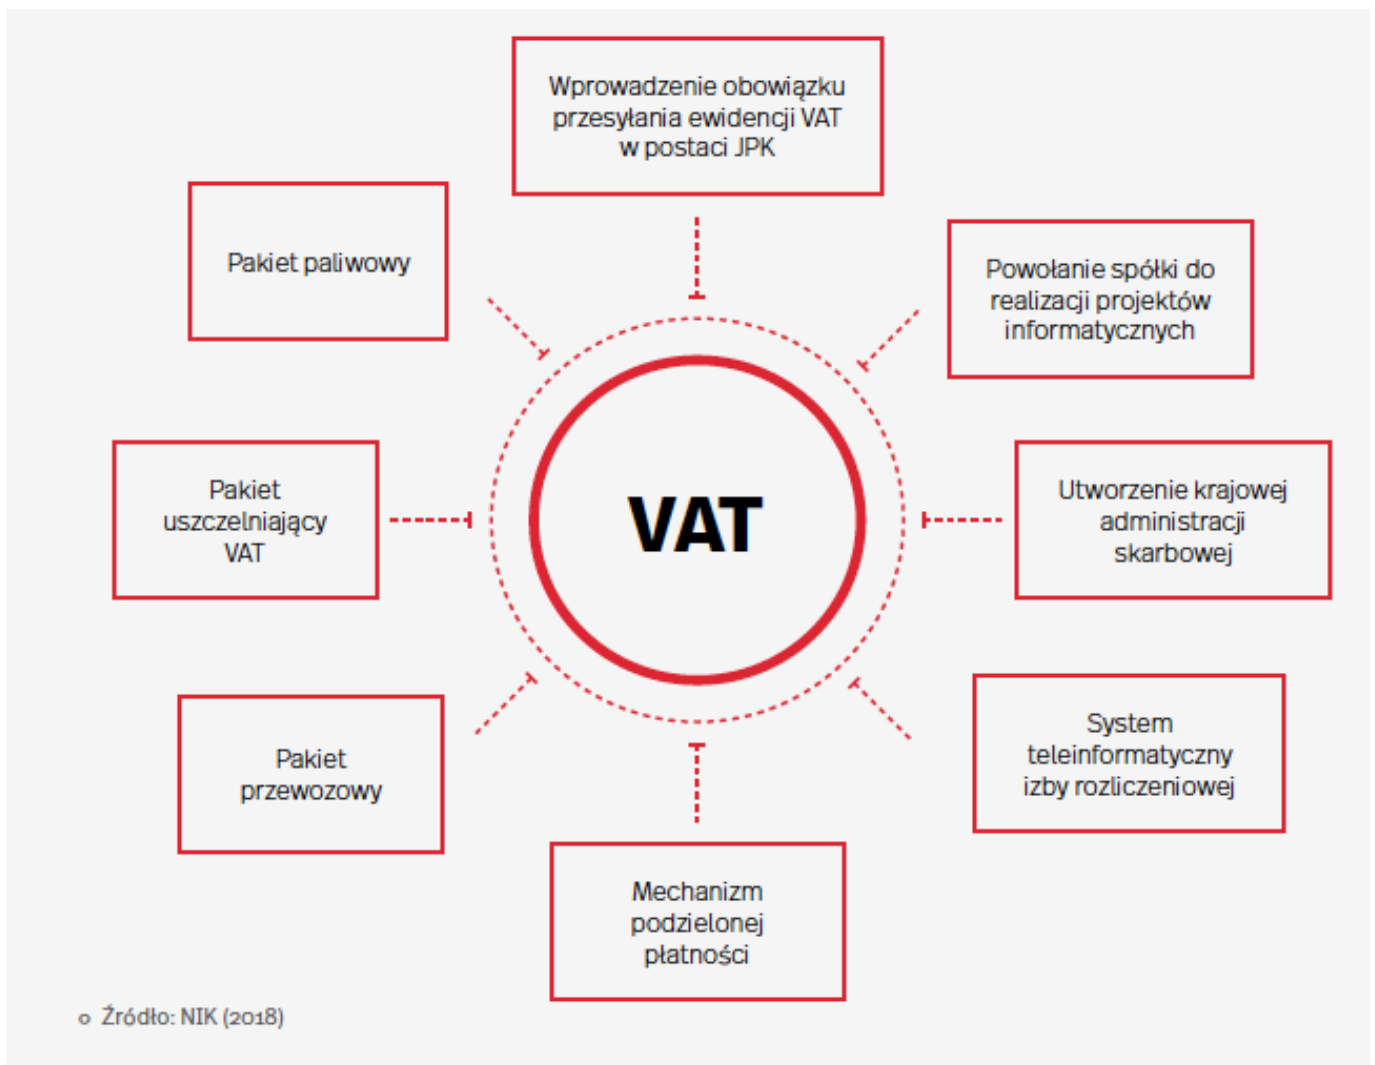 Wprowadzenie obowiązku
przesyłania ewidencji VAT
w postaci JPK
Pakiet paliwowy
Powołanie spółki do
realizacji projektów
informatycznych
Pakiet
uszczelniający
VAT
VAT
Utworzenie krajowej
administracji
skarbowej
Pakiet
przewozowy
System
teleinformatyczny
izby rozliczeniowej
Mechanizm
podzielonej
płatności
o Źródło: NIK (2018)